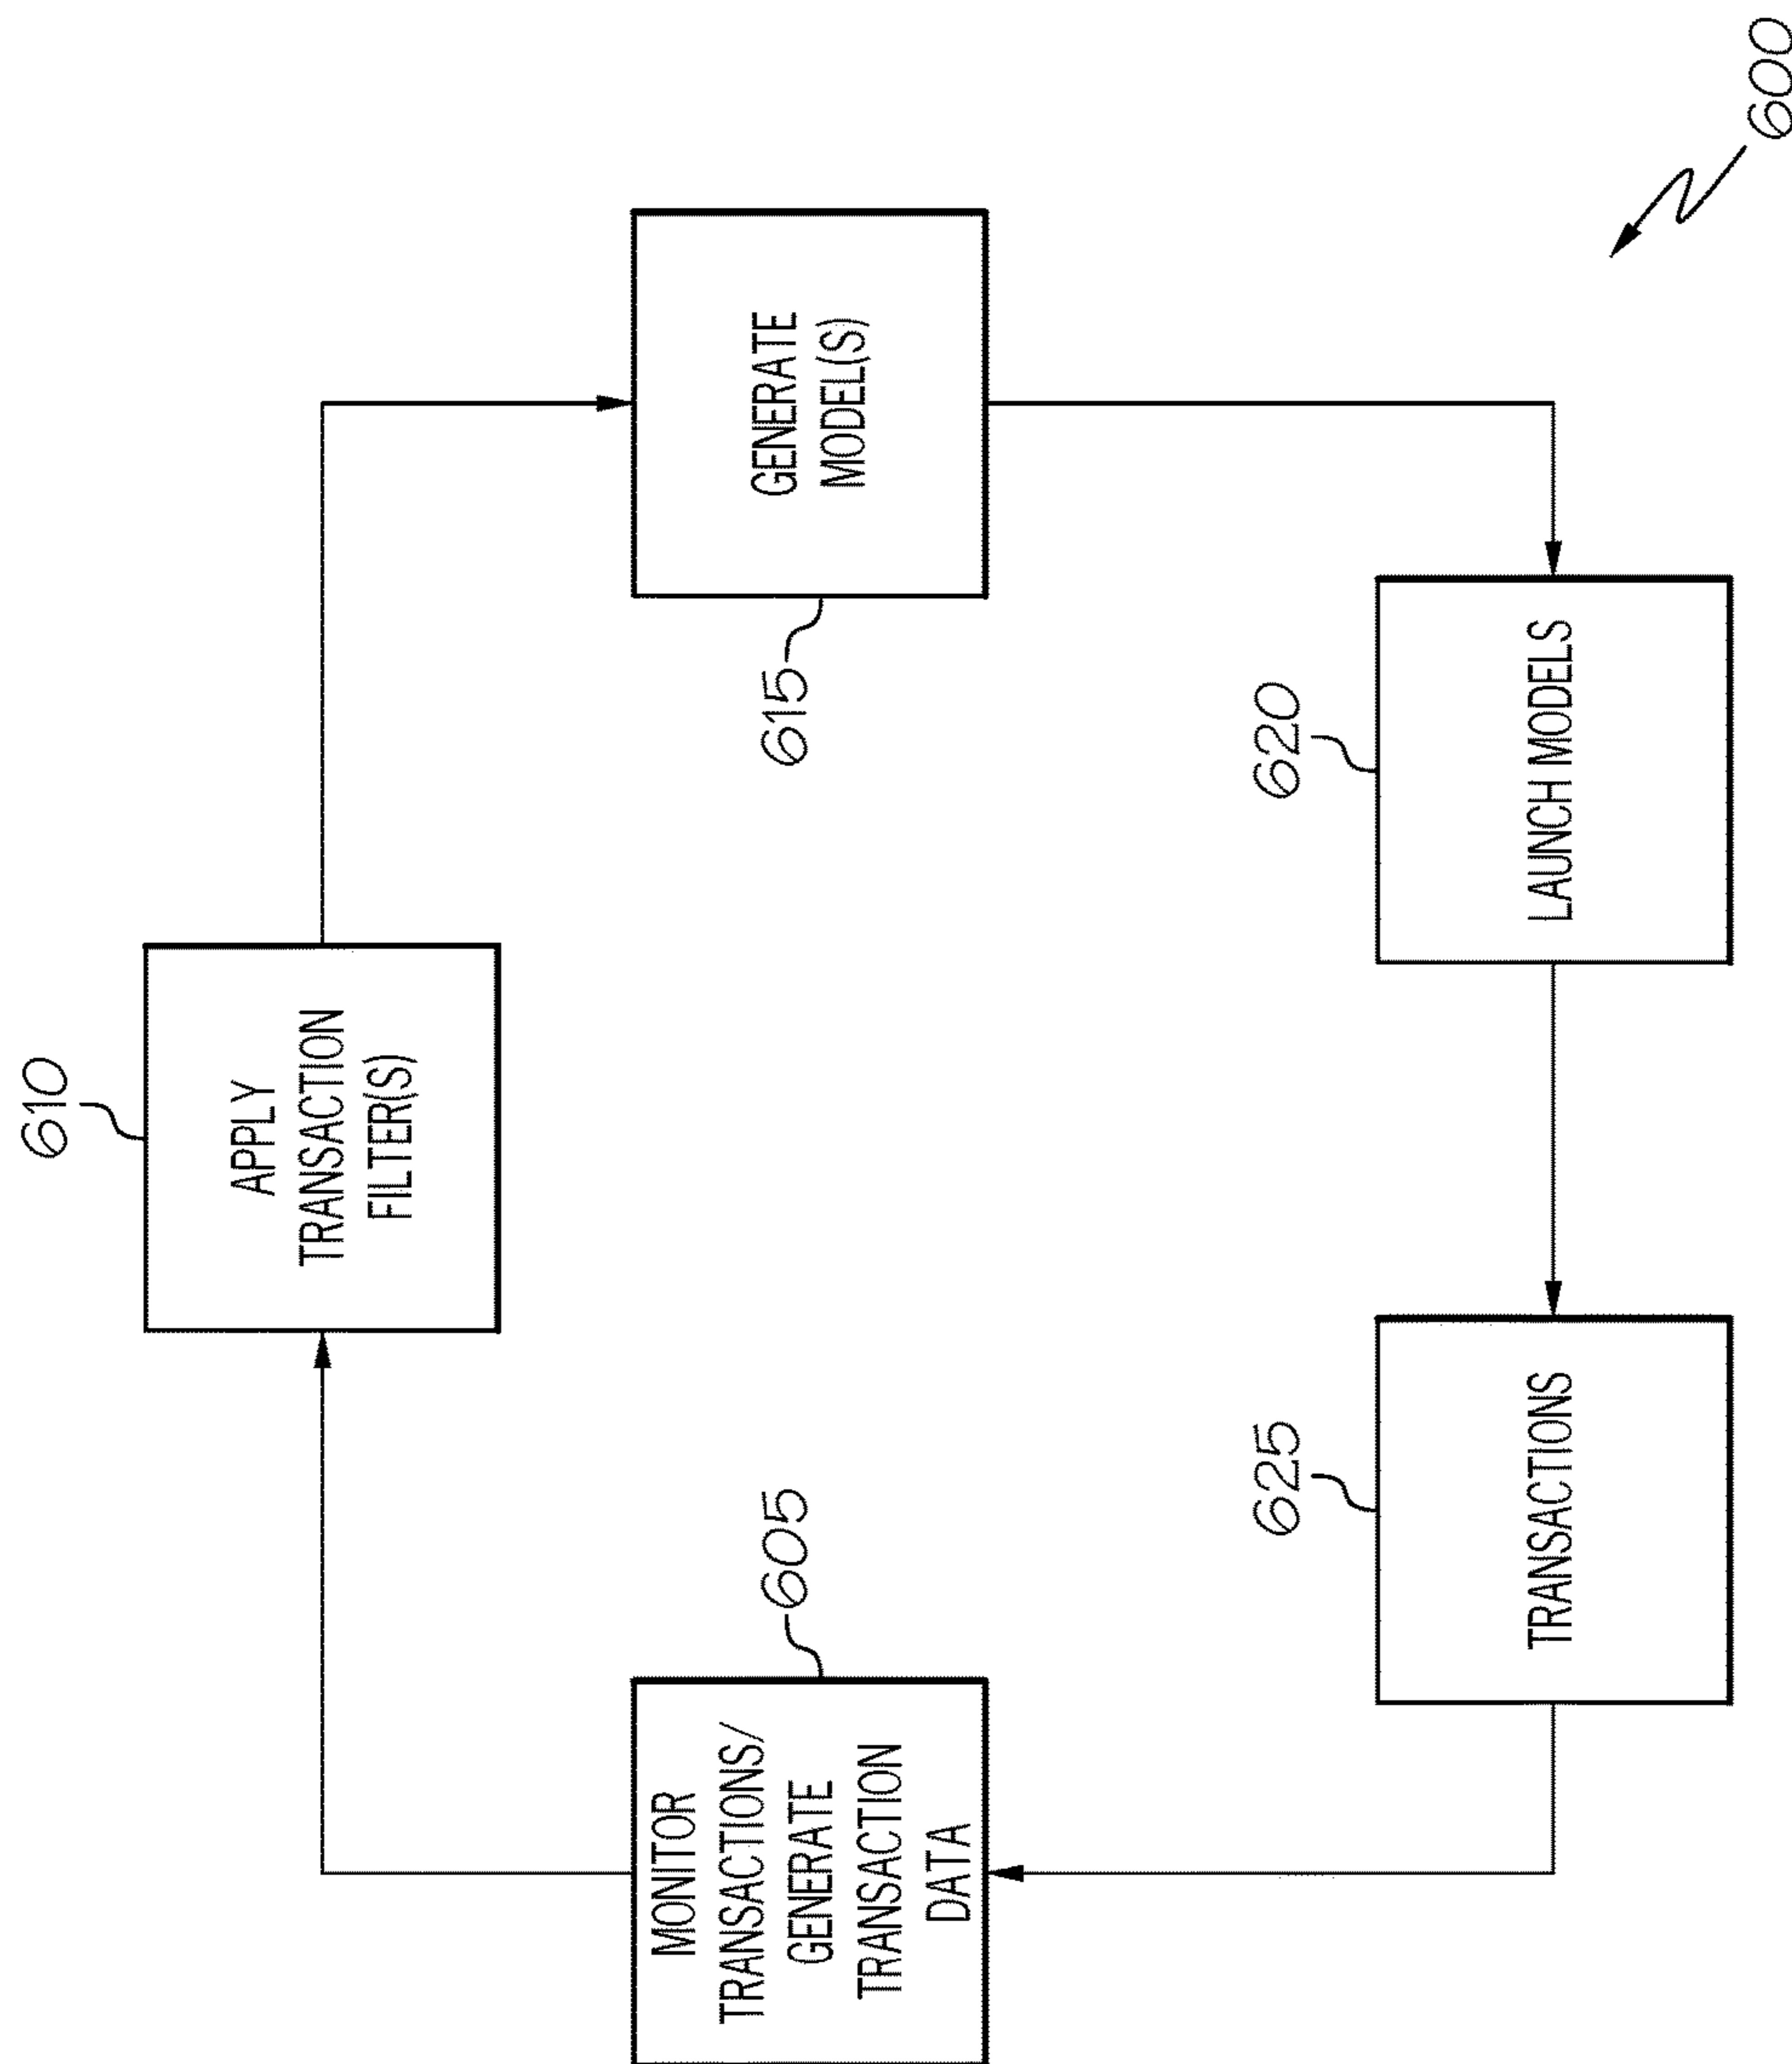 610
APPLY
TRANSACTION
FILTER(S)
605
MONITOR
TRANSACTIONS/
GENERATE
TRANSACTION
DATA
615
GENERATE
MODEL(S)
625
TRANSACTIONS
620
LAUNCH MODELS
600